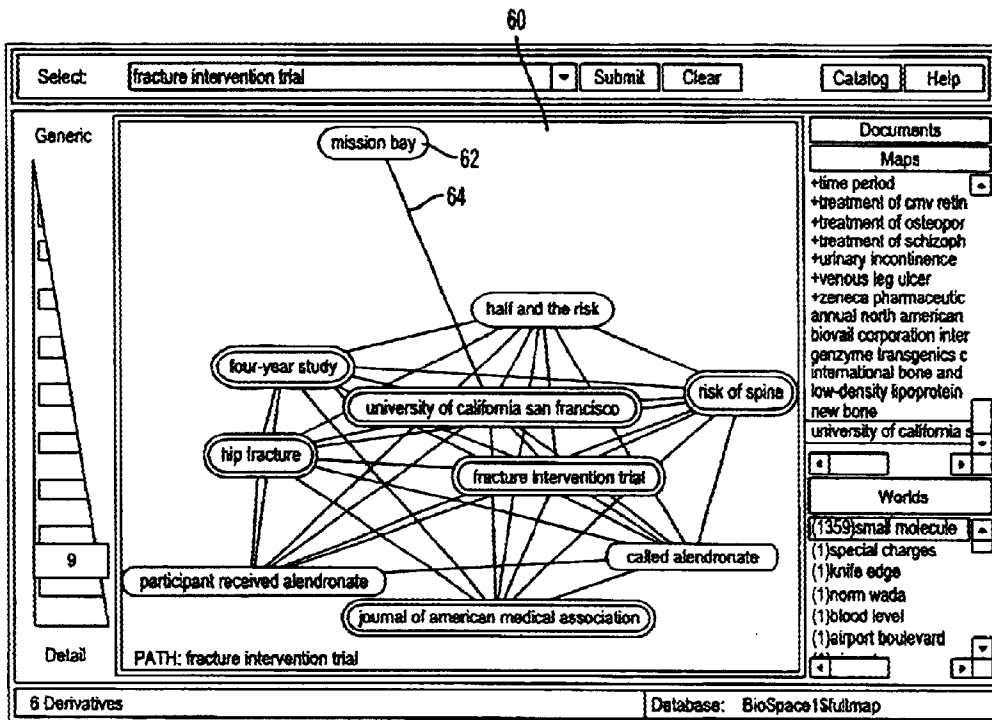 60
Select: fracture intervention trial Submit Clear Catalog Help
Generic
mission bay
62
64
half and the risk
four-year study
risk of spine
university of california san francisco
hip fracture
fracture intervention trial
9
called alendronate
participant received alendronate
journal of american medical association
Detail
PATH: fracture intervention trial
Documents
Maps
+time period
+treatment of cmv retin
+treatment of osteopor
+treatment of schizoph
+urinary incontinence
+venous leg ulcer
+zeneca pharmaceutic
annual north american
biovail corporation inter
genzyme transgenics c
international bone and
low-density lipoprotein
new bone
university of california s
Worlds
(1359)small molecule
(1)special charges
(1)knife edge
(1)norm wada
(1)blood level
(1)airport boulevard
6 Derivatives
Database: BioSpace1$fullmap